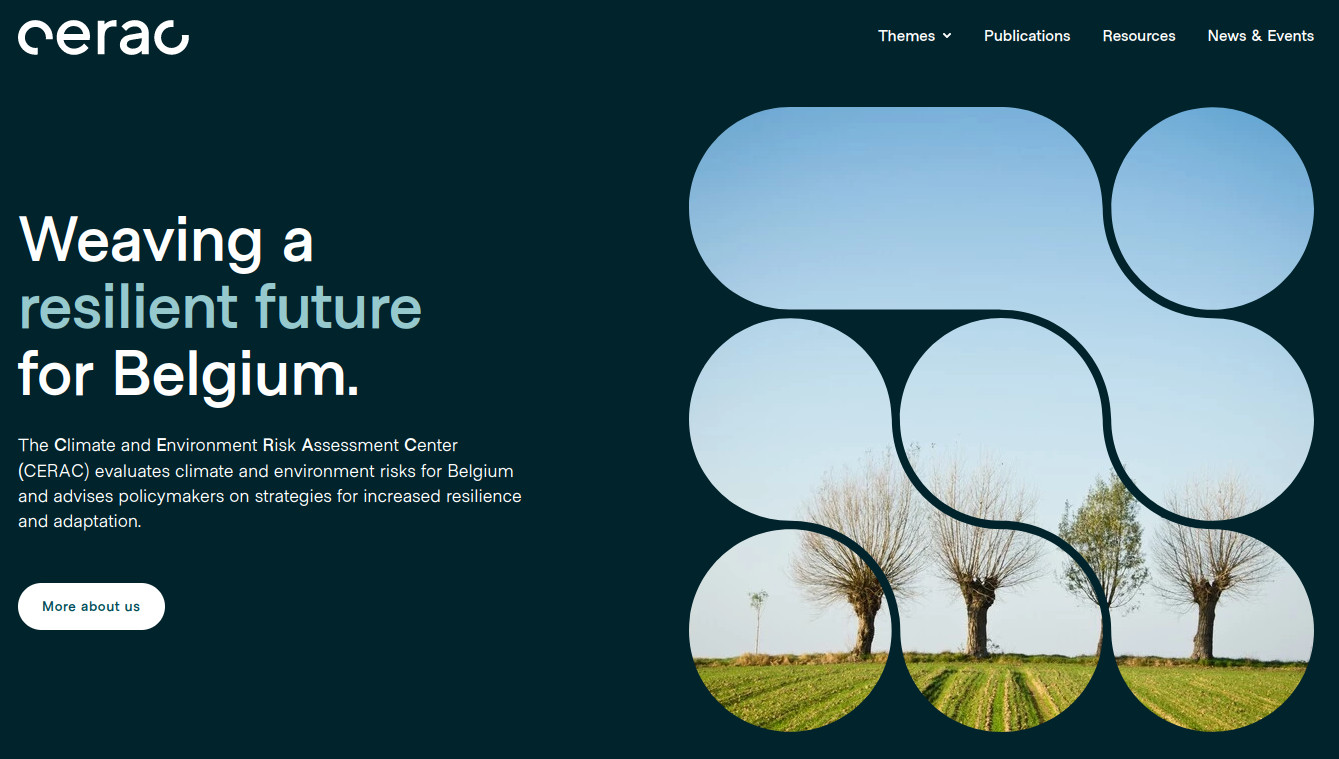 cerac
Themes
Publications
Resources
News & Events
Weaving a
resilient future
for Belgium.
The Climate and Environment Risk Assessment Center
(CERAC) evaluates climate and environment risks for Belgium
and advises policymakers on strategies for increased resilience
and adaptation.
More about us